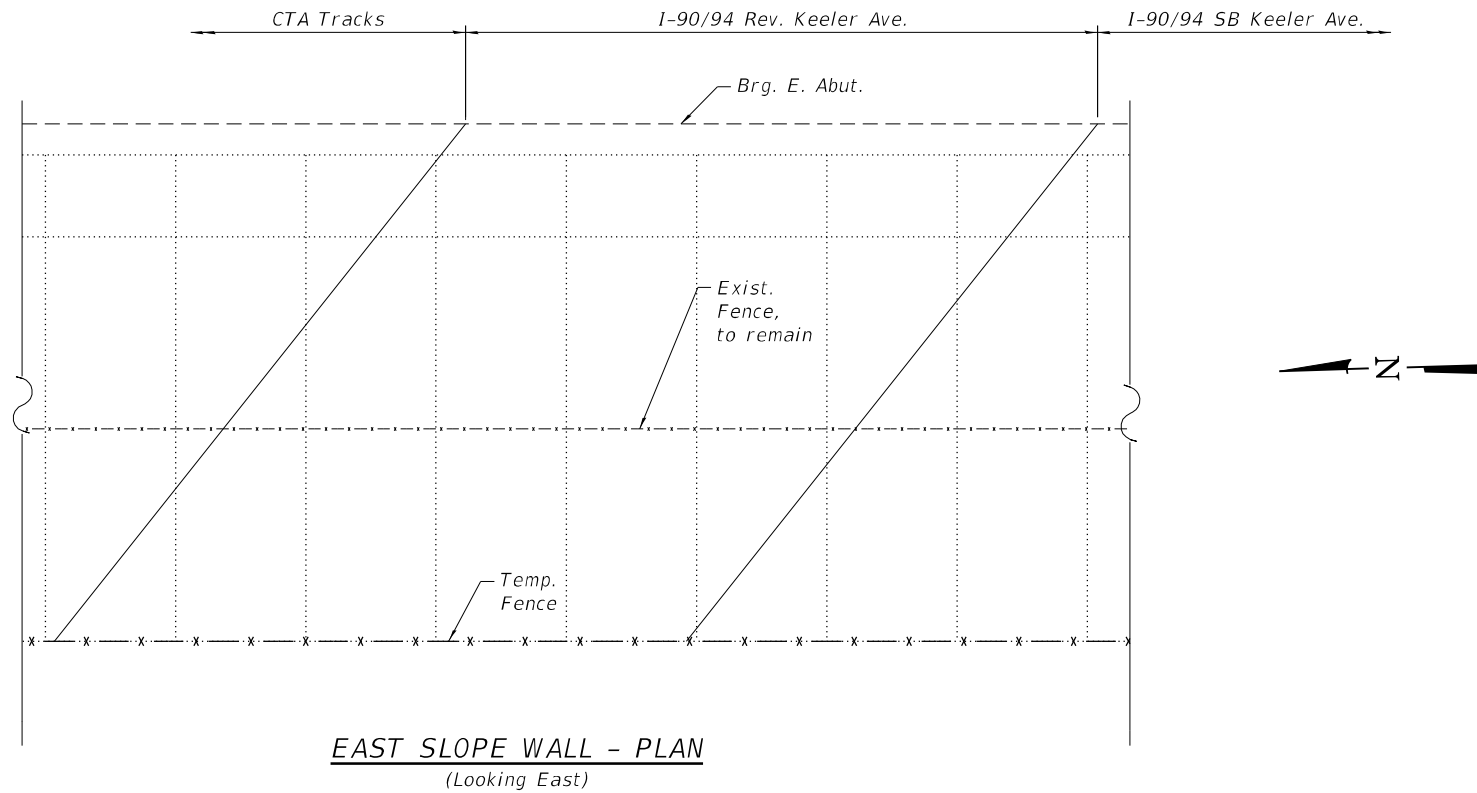 CTA Tracks
I-90/94 Rev. Keeler Ave.
I-90/94 SB Keeler Ave.
Brg. E. Abut.
Exist.
Fence,
to remain
N
Temp.
Fence
EAST SLOPE WALL - PLAN
(Looking East)